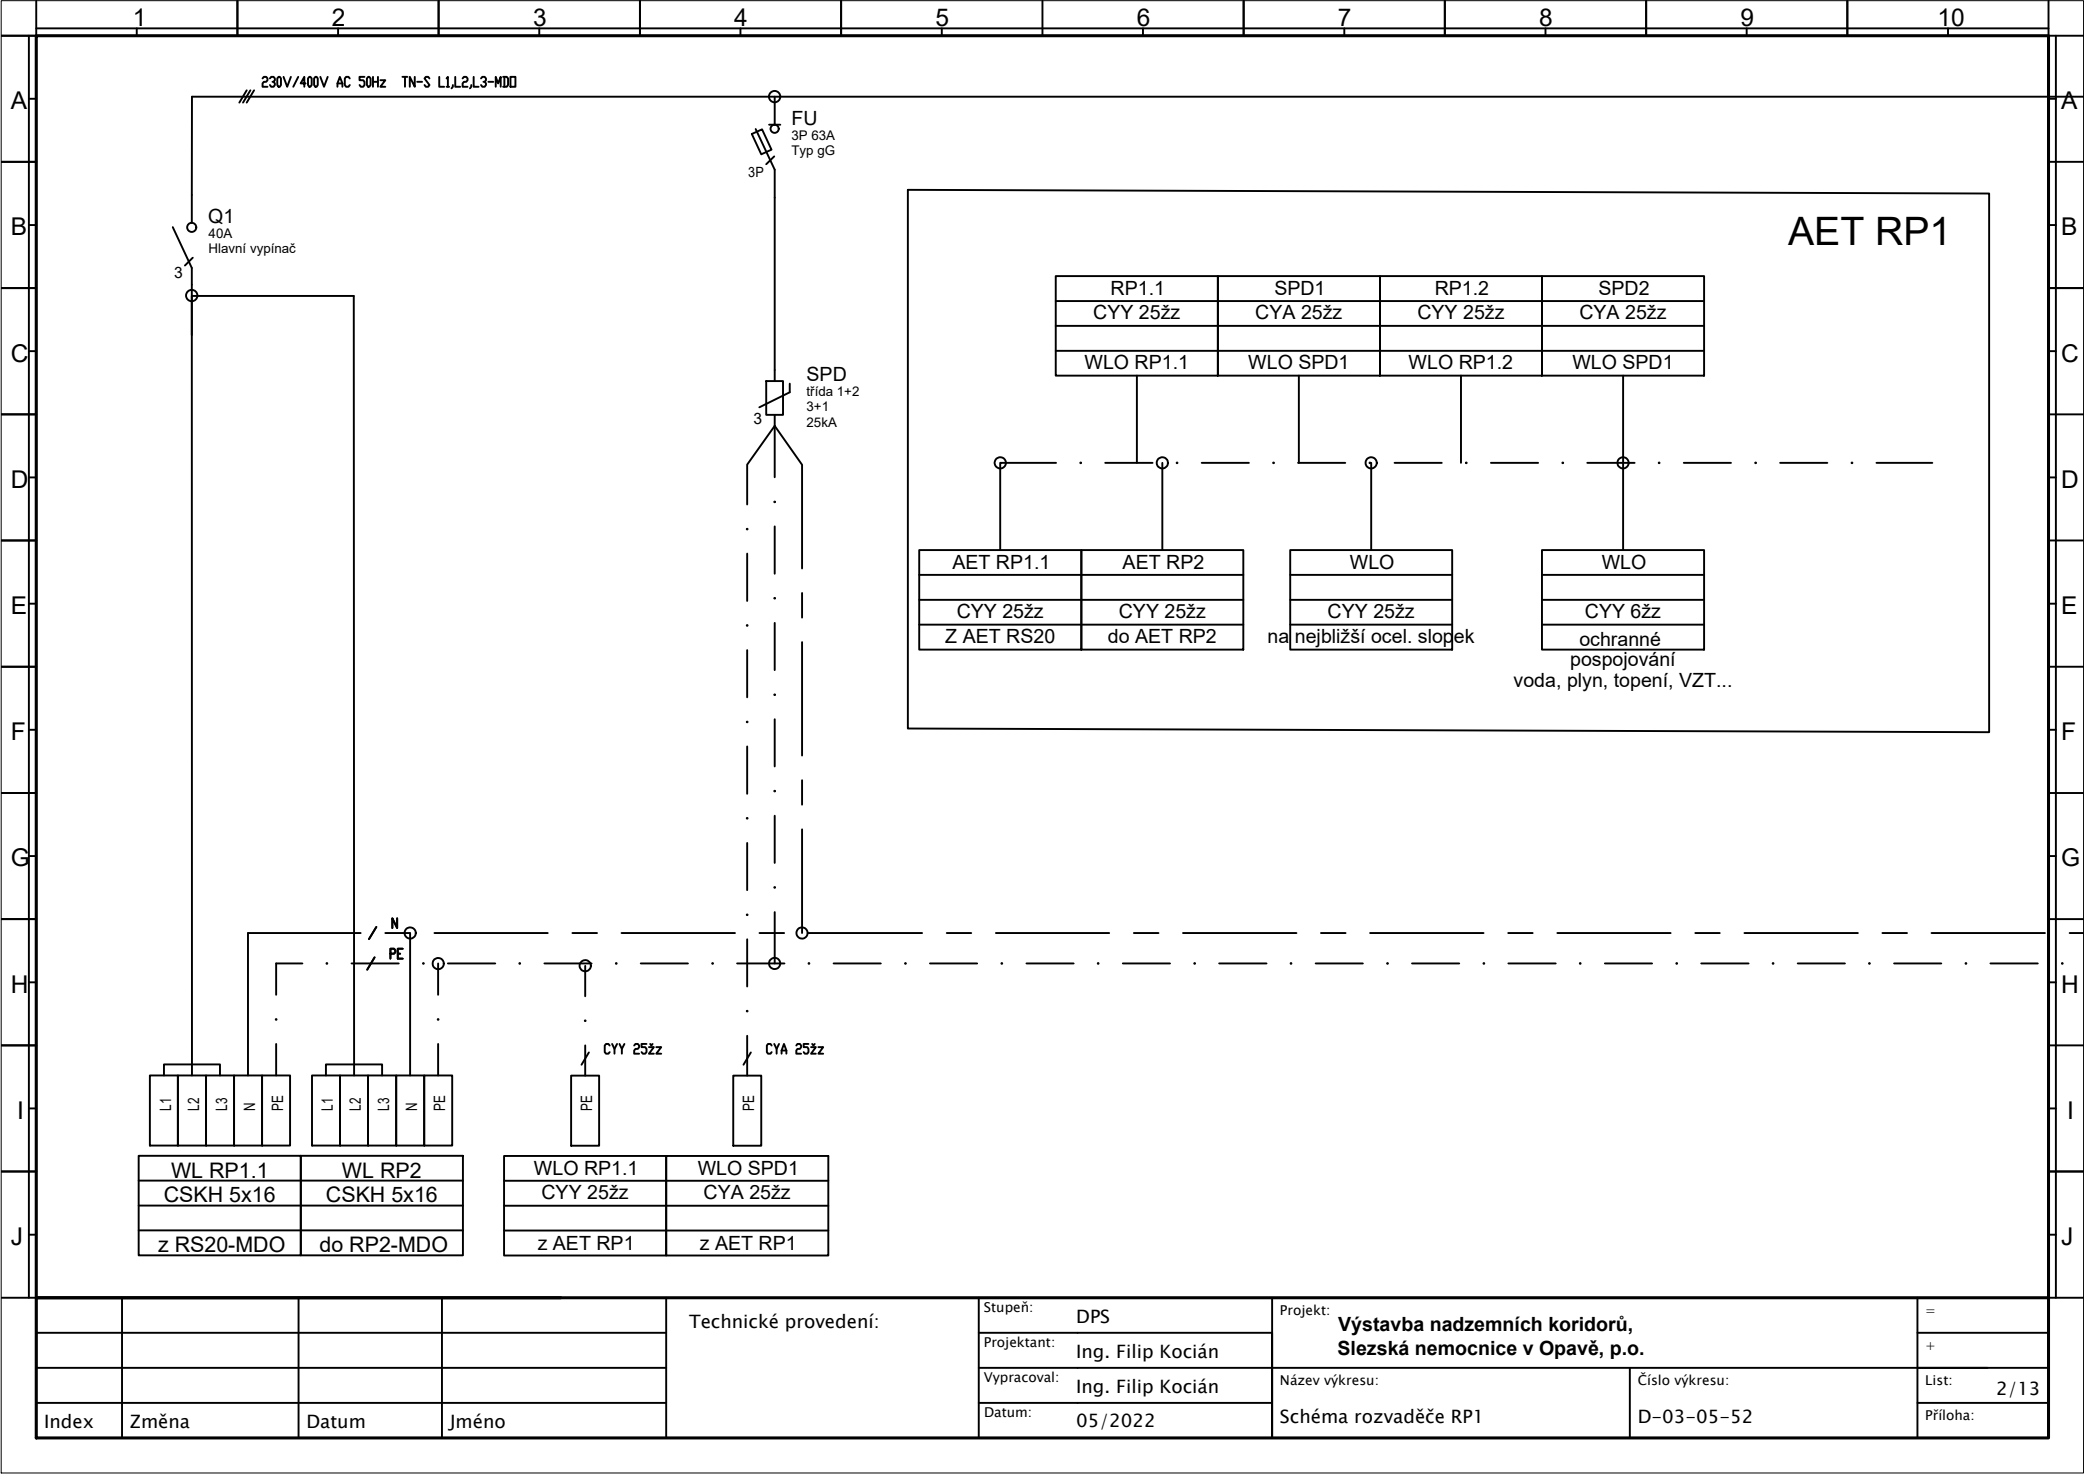 1 2 3 4 5 6 7 8 9 10
A A
B B
C C
D D
E E
F F
G G
H H
I I
J J
230V/400V AC 50Hz TN-S L1,L2,L3-MDO
FU
3P 63A
Typ gG
3P
Q1
40A
Hlavní vypínač
3
SPD
třída 1+2
3+1
25kA
3
AET RP1
RP1.1 SPD1 RP1.2 SPD2
CYY 25žz CYA 25žz CYY 25žz CYA 25žz
WLO RP1.1 WLO SPD1 WLO RP1.2 WLO SPD1
AET RP1.1 AET RP2 WLO WLO
CYY 25žz CYY 25žz CYY 25žz CYY 6žz
Z AET RS20 do AET RP2 na nejbližší ocel. slopek ochranné
pospojování
voda, plyn, topení, VZT...
N
PE
CYY 25žz CYA 25žz
L1 L2 L3 N PE L1 L2 L3 N PE PE PE
WL RP1.1 WL RP2 WLO RP1.1 WLO SPD1
CSKH 5x16 CSKH 5x16 CYY 25žz CYA 25žz
z RS20-MDO do RP2-MDO z AET RP1 z AET RP1
Index Změna Datum Jméno
Technické provedení:
Stupeň: DPS
Projektant: Ing. Filip Kocián
Vypracoval: Ing. Filip Kocián
Datum: 05/2022
Projekt: Výstavba nadzemních koridorů,
Slezská nemocnice v Opavě, p.o.
Název výkresu:
Schéma rozvaděče RP1
Číslo výkresu:
D-03-05-52
=
+
List: 2/13
Příloha: